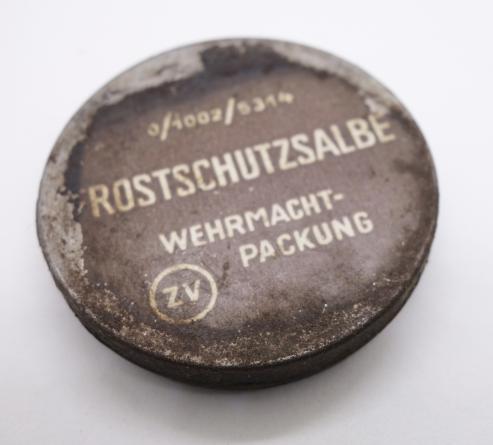 0/1002/5314
ROSTSCHUTZSALBE
WEHRMACHT-
PACKUNG
ZV